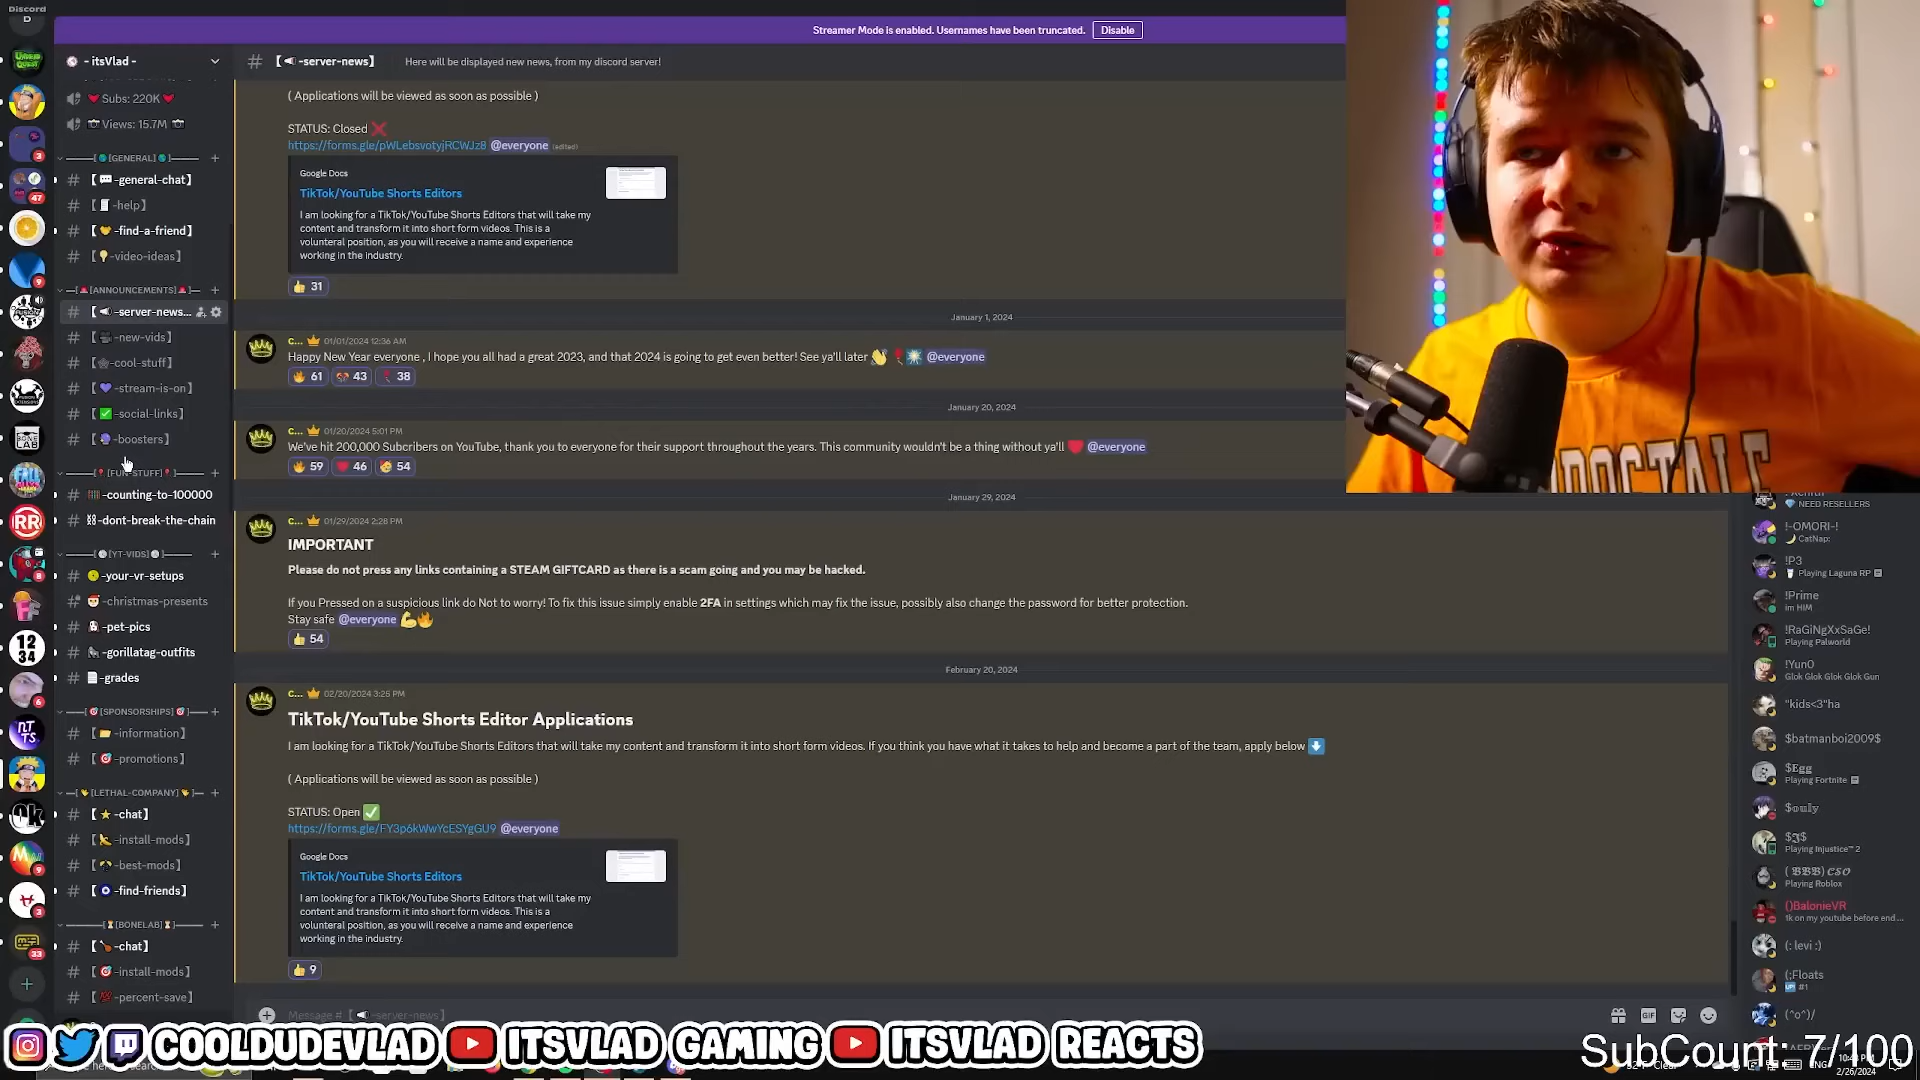 Discord
D
Streamer Mode is enabled. Usernames have been truncated.
Disable
- itsVlad -
【📢-server-news】
Here will be displayed new news, from my discord server!
Subs: 220K
Views: 15.7M
[GENERAL]
【💬-general-chat】
-help】
-find-a-friend】
-video-ideas】
[ANNOUNCEMENTS]
【📢-server-news...
-new-vids】
-cool-stuff】
-stream-is-on】
-social-links】
-boosters】
[FUN-STUFF]
-counting-to-100000
-dont-break-the-chain
[YT-VIDS]
-your-vr-setups
-christmas-presents
-pet-pics
-gorillatag-outfits
-grades
[SPONSORSHIPS]
-information】
-promotions】
[LETHAL-COMPANY]
-chat】
-install-mods】
-best-mods】
-find-friends】
[BONELAB]
-chat】
-install-mods】
-percent-save】
( Applications will be viewed as soon as possible )
STATUS: Closed ❌
https://forms.gle/pWLebsvotyjRCWJz8 @everyone (edited)
Google Docs
TikTok/YouTube Shorts Editors
I am looking for a TikTok/YouTube Shorts Editors that will take my
content and transform it into short form videos. This is a
volunteral position, as you will receive a name and experience
working in the industry.
👍 31
January 1, 2024
C... 01/01/2024 12:36 AM
Happy New Year everyone , I hope you all had a great 2023, and that 2024 is going to get even better! See ya'll later @everyone
61 43 38
January 20, 2024
C... 01/20/2024 5:01 PM
We've hit 200,000 Subcribers on YouTube, thank you to everyone for their support throughout the years. This community wouldn't be a thing without ya'll @everyone
59 46 54
January 29, 2024
C... 01/29/2024 2:28 PM
IMPORTANT
Please do not press any links containing a STEAM GIFTCARD as there is a scam going and you may be hacked.
If you Pressed on a suspicious link do Not to worry! To fix this issue simply enable 2FA in settings which may fix the issue, possibly also change the password for better protection.
Stay safe @everyone
54
February 20, 2024
C... 02/20/2024 3:25 PM
TikTok/YouTube Shorts Editor Applications
I am looking for a TikTok/YouTube Shorts Editors that will take my content and transform it into short form videos. If you think you have what it takes to help and become a part of the team, apply below
( Applications will be viewed as soon as possible )
STATUS: Open ✅
https://forms.gle/FY3p6kWwYcESYgGU9 @everyone
Google Docs
TikTok/YouTube Shorts Editors
I am looking for a TikTok/YouTube Shorts Editors that will take my
content and transform it into short form videos. This is a
volunteral position, as you will receive a name and experience
working in the industry.
👍 9
Message #【📢-server-news】
GIF
NEED RESELLERS
!-OMORI-!
CatNap:
!P3
Playing Laguna RP
!Prime
im HIM
!RaGiNgXxSaGe!
Playing Palworld
!Yun0
Glok Glok Glok Glok Gun
"kids<3"ha
$batmanboi2009$
$Egg
Playing Fortnite
$ouly
Playing Injustice™ 2
Playing Roblox
()BalonieVR
1k on my youtube before end ...
(: levi :)
(;Floats
#1
(^o^)/
COOLDUDEVLAD
ITSVLAD GAMING
ITSVLAD REACTS
SubCount: 7/100
ENG
2/26/2024